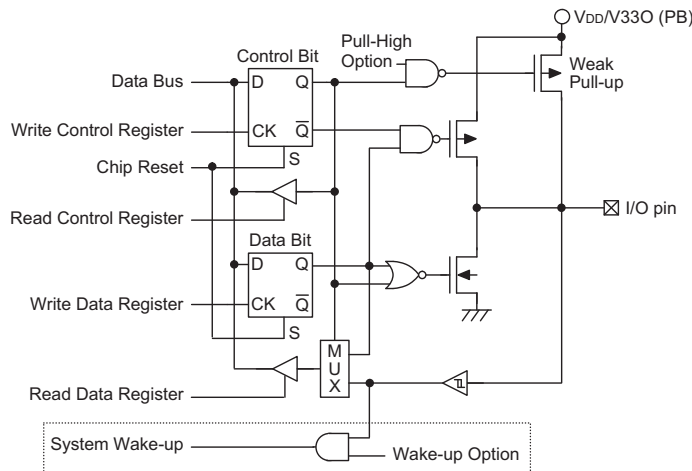 VDD/V33O (PB)
Control Bit
Pull-High
Option
Weak
Pull-up
Data Bus
D
Q
Write Control Register
CK
Q
S
Chip Reset
Read Control Register
I/O pin
Data Bit
D
Q
Write Data Register
CK
Q
S
M
U
X
Read Data Register
System Wake-up
Wake-up Option